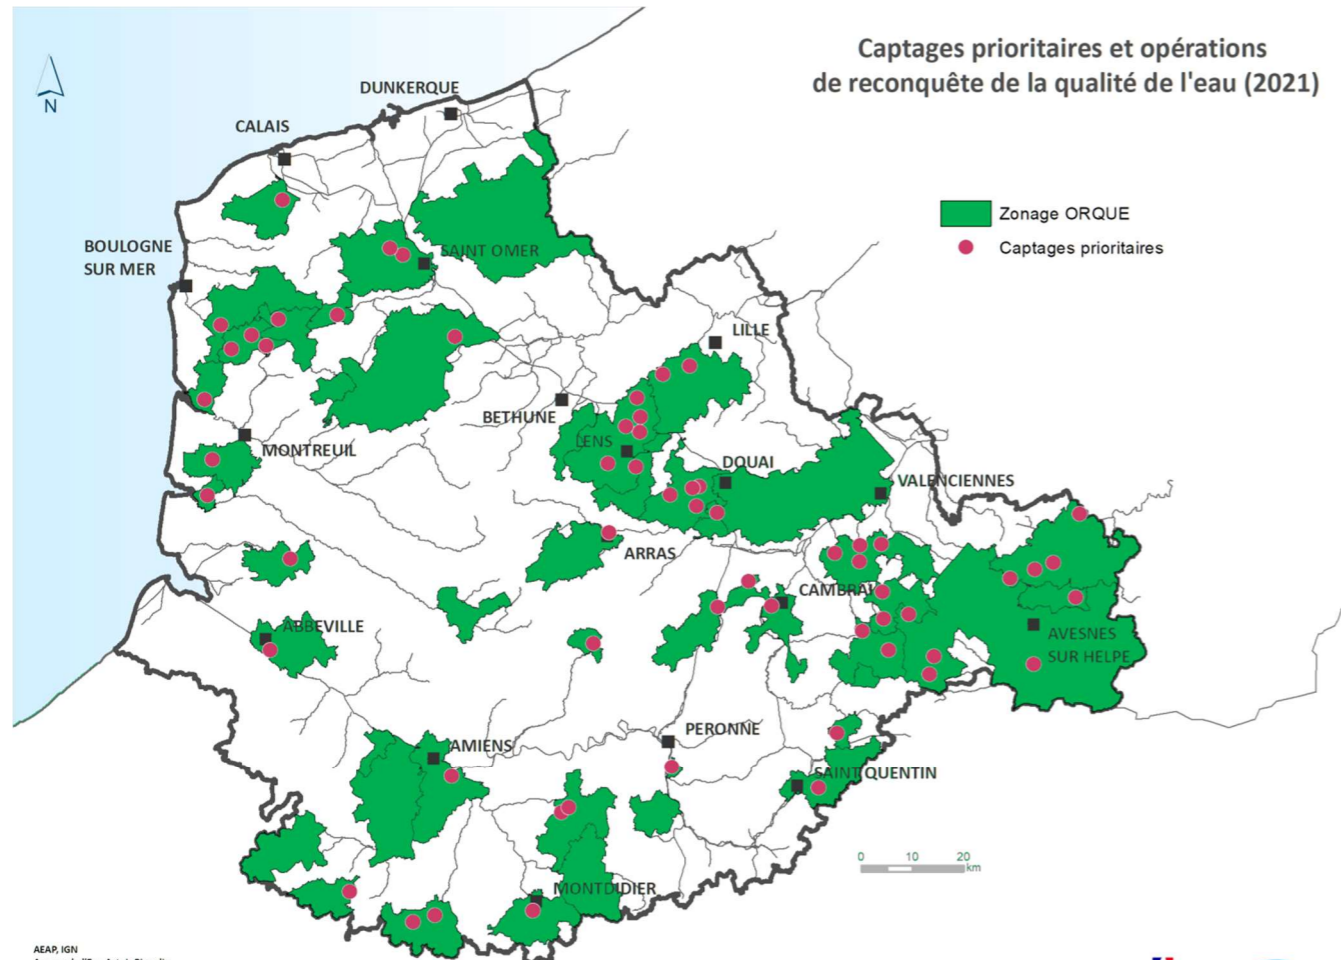 Captages prioritaires et opérations
de reconquête de la qualité de l'eau (2021)
N
DUNKERQUE
CALAIS
Zonage ORQUE
Captages prioritaires
BOULOGNE
SUR MER
SAINT OMER
LILLE
BETHUNE
LENS
MONTREUIL
DOUAI
VALENCIENNES
ARRAS
CAMBRAI
ABBEVILLE
AVESNES
SUR HELPE
PERONNE
AMIENS
SAINT QUENTIN
0 10 20
km
MONTDIDIER
AEAP, IGN